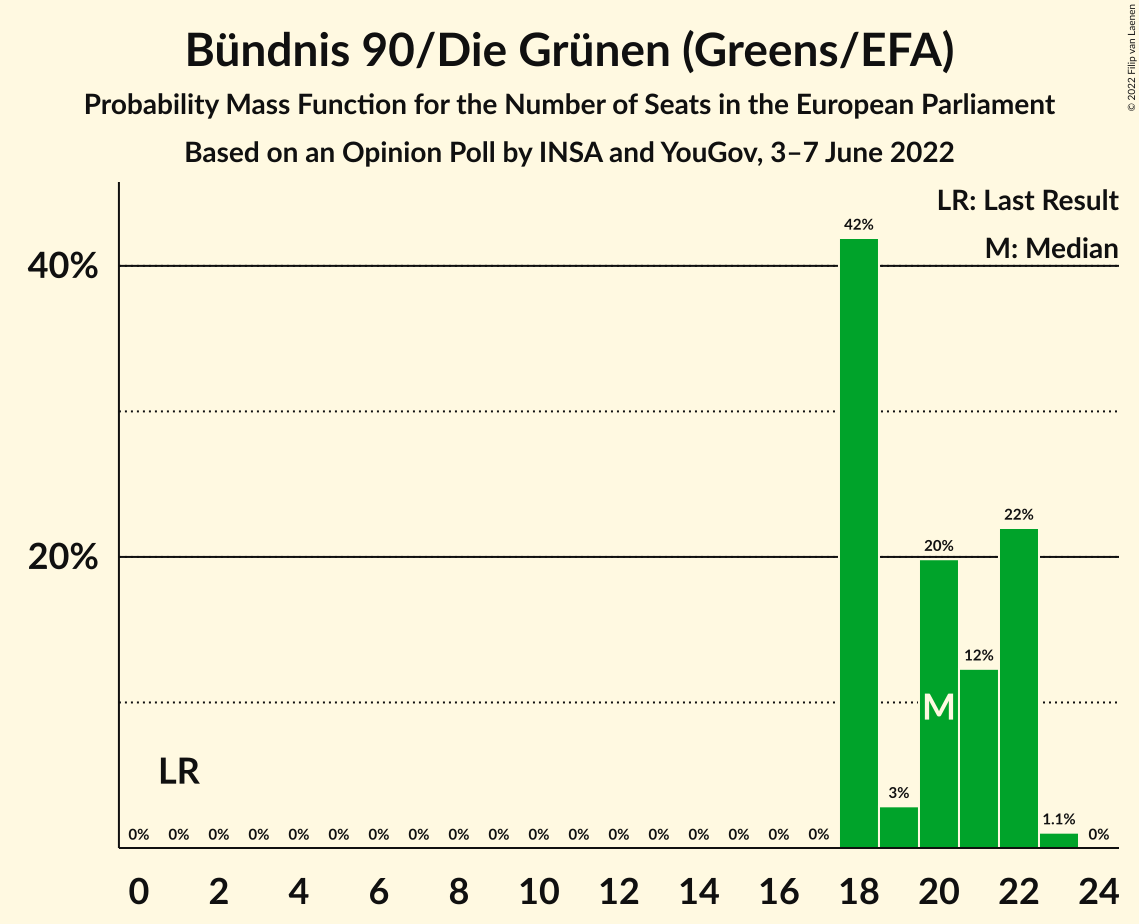 Bündnis 90/Die Grünen (Greens/EFA)
Probability Mass Function for the Number of Seats in the European Parliament
Based on an Opinion Poll by INSA and YouGov, 3–7 June 2022
© 2022 Filip van Laenen
LR: Last Result
M: Median
42%
40%
22%
20%
20%
12%
M
LR
3%
1.1%
0% 0% 0% 0% 0% 0% 0% 0% 0% 0% 0% 0% 0% 0% 0% 0% 0% 0% 0%
0 2 4 6 8 10 12 14 16 18 20 22 24